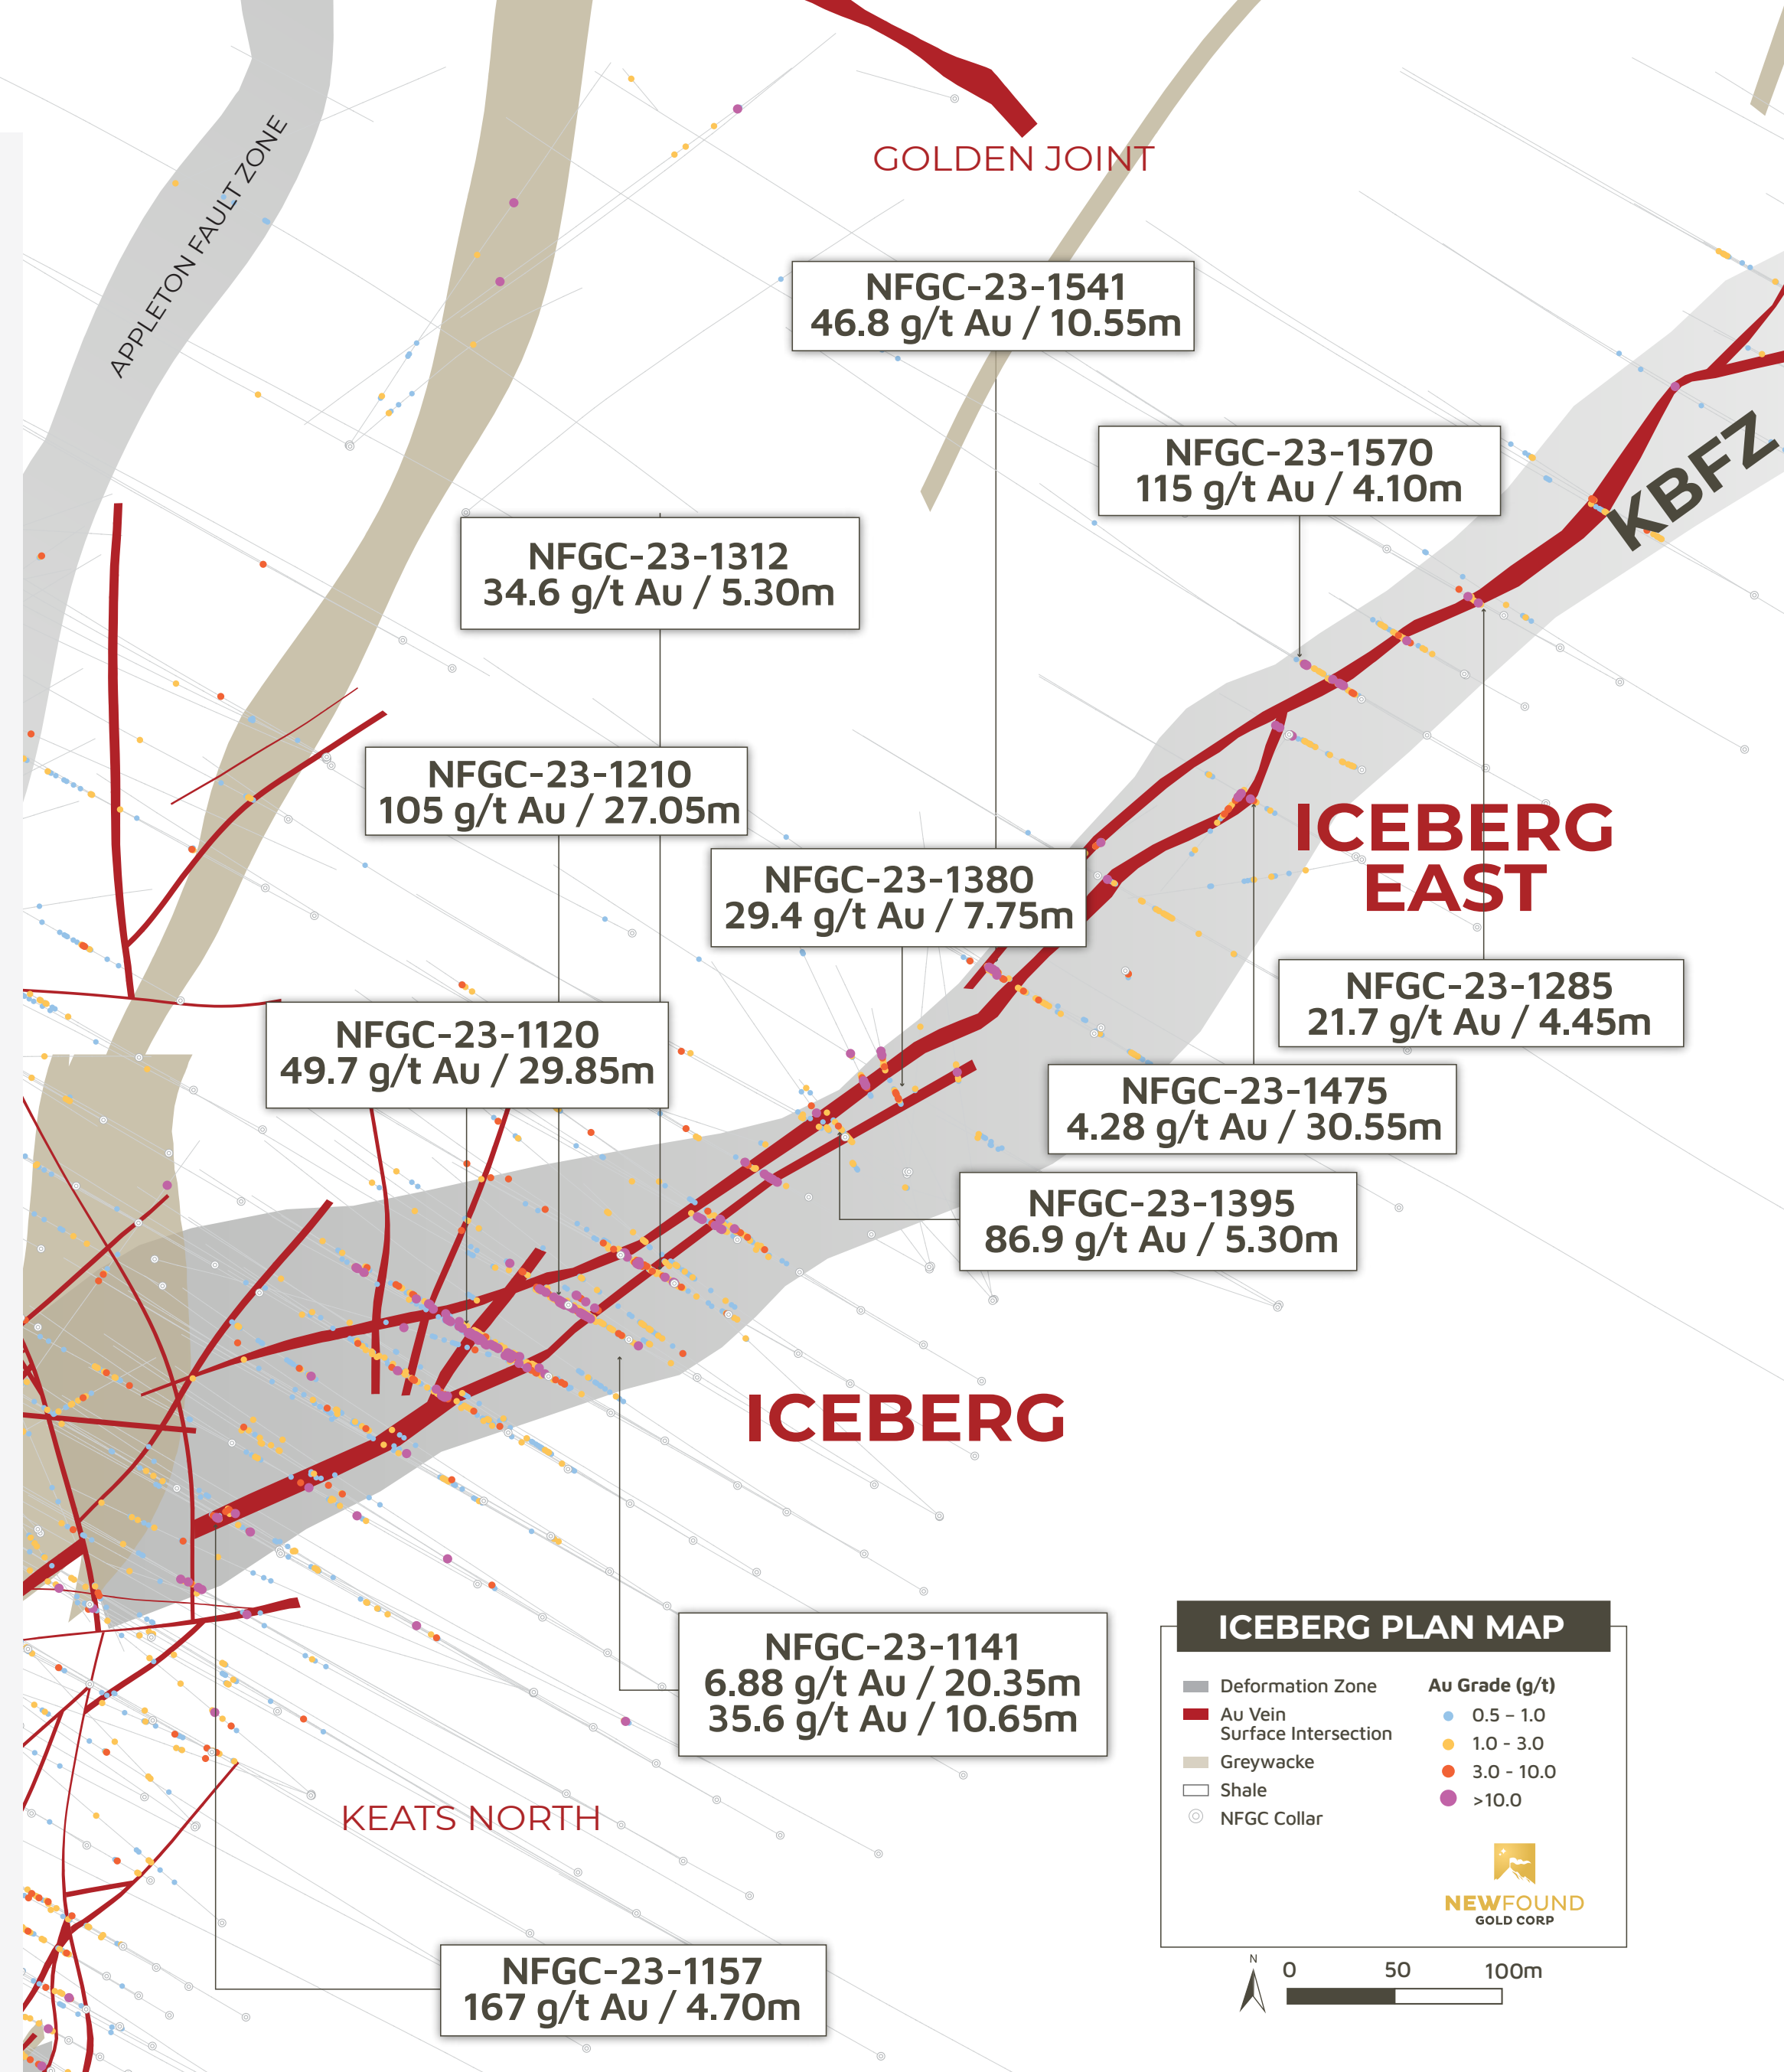 APPLETON FAULT ZONE
GOLDEN JOINT
NFGC-23-1541
46.8 g/t Au / 10.55m
NFGC-23-1570
115 g/t Au / 4.10m
KBFZ
NFGC-23-1312
34.6 g/t Au / 5.30m
NFGC-23-1210
105 g/t Au / 27.05m
ICEBERG
EAST
NFGC-23-1380
29.4 g/t Au / 7.75m
NFGC-23-1285
21.7 g/t Au / 4.45m
NFGC-23-1120
49.7 g/t Au / 29.85m
NFGC-23-1475
4.28 g/t Au / 30.55m
NFGC-23-1395
86.9 g/t Au / 5.30m
ICEBERG
NFGC-23-1141
6.88 g/t Au / 20.35m
35.6 g/t Au / 10.65m
KEATS NORTH
NFGC-23-1157
167 g/t Au / 4.70m
ICEBERG PLAN MAP
Deformation Zone
Au Vein
Surface Intersection
Greywacke
Shale
NFGC Collar
Au Grade (g/t)
0.5 – 1.0
1.0 - 3.0
3.0 - 10.0
>10.0
NEWFOUND
GOLD CORP
N
0 50 100m